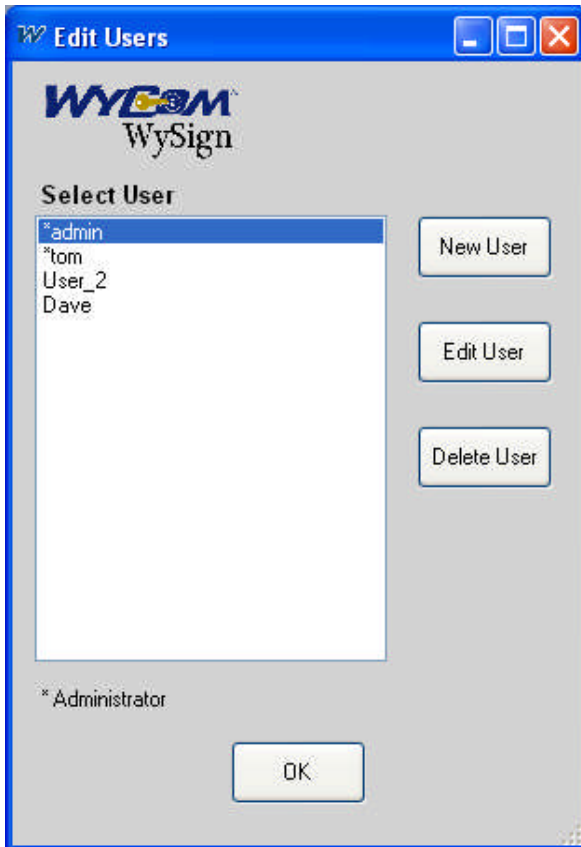 W Edit Users
WYCOM
WySign
Select User
*admin
*tom
User_2
Dave
New User
Edit User
Delete User
* Administrator
OK